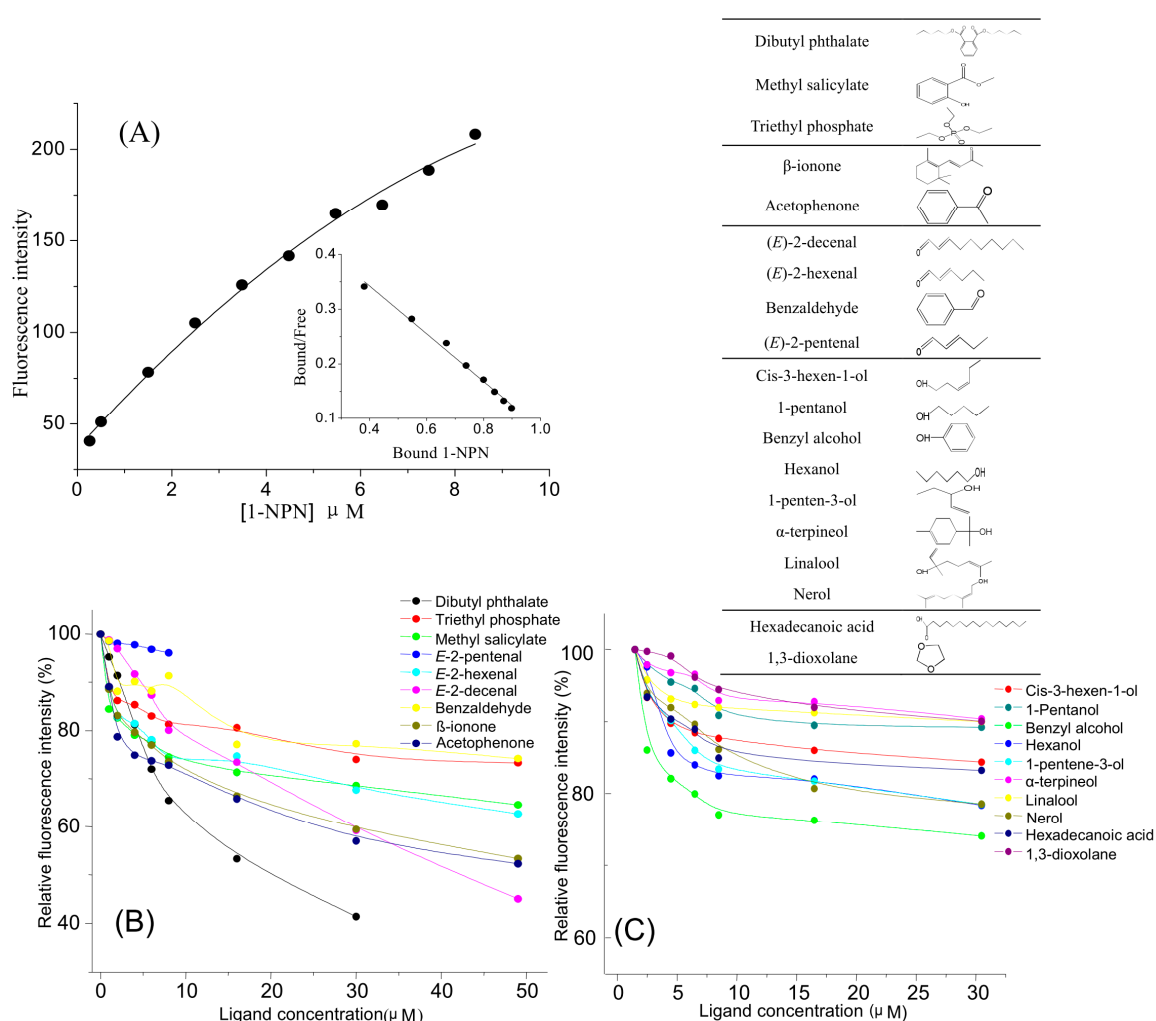 (A)
Fluorescence intensity
200
150
100
50
0
2
4
6
8
10
[1-NPN] μ M
Bound/Free
0.4
0.3
0.2
0.1
0.4
0.6
0.8
1.0
Bound 1-NPN
Dibutyl phthalate
Methyl salicylate
Triethyl phosphate
β-ionone
Acetophenone
(E)-2-decenal
(E)-2-hexenal
Benzaldehyde
(E)-2-pentenal
Cis-3-hexen-1-ol
1-pentanol
Benzyl alcohol
Hexanol
1-penten-3-ol
α-terpineol
Linalool
Nerol
Hexadecanoic acid
1,3-dioxolane
(B)
Relative fluorescence intensity (%)
100
80
60
40
0
10
20
30
40
50
Ligand concentration(μ M)
Dibutyl phthalate
Triethyl phosphate
Methyl salicylate
E-2-pentenal
E-2-hexenal
E-2-decenal
Benzaldehyde
ß-ionone
Acetophenone
(C)
Relative fluorescence intensity (%)
100
80
60
0
5
10
15
20
25
30
Ligand concentration (μ M)
Cis-3-hexen-1-ol
1-Pentanol
Benzyl alcohol
Hexanol
1-pentene-3-ol
α-terpineol
Linalool
Nerol
Hexadecanoic acid
1,3-dioxolane